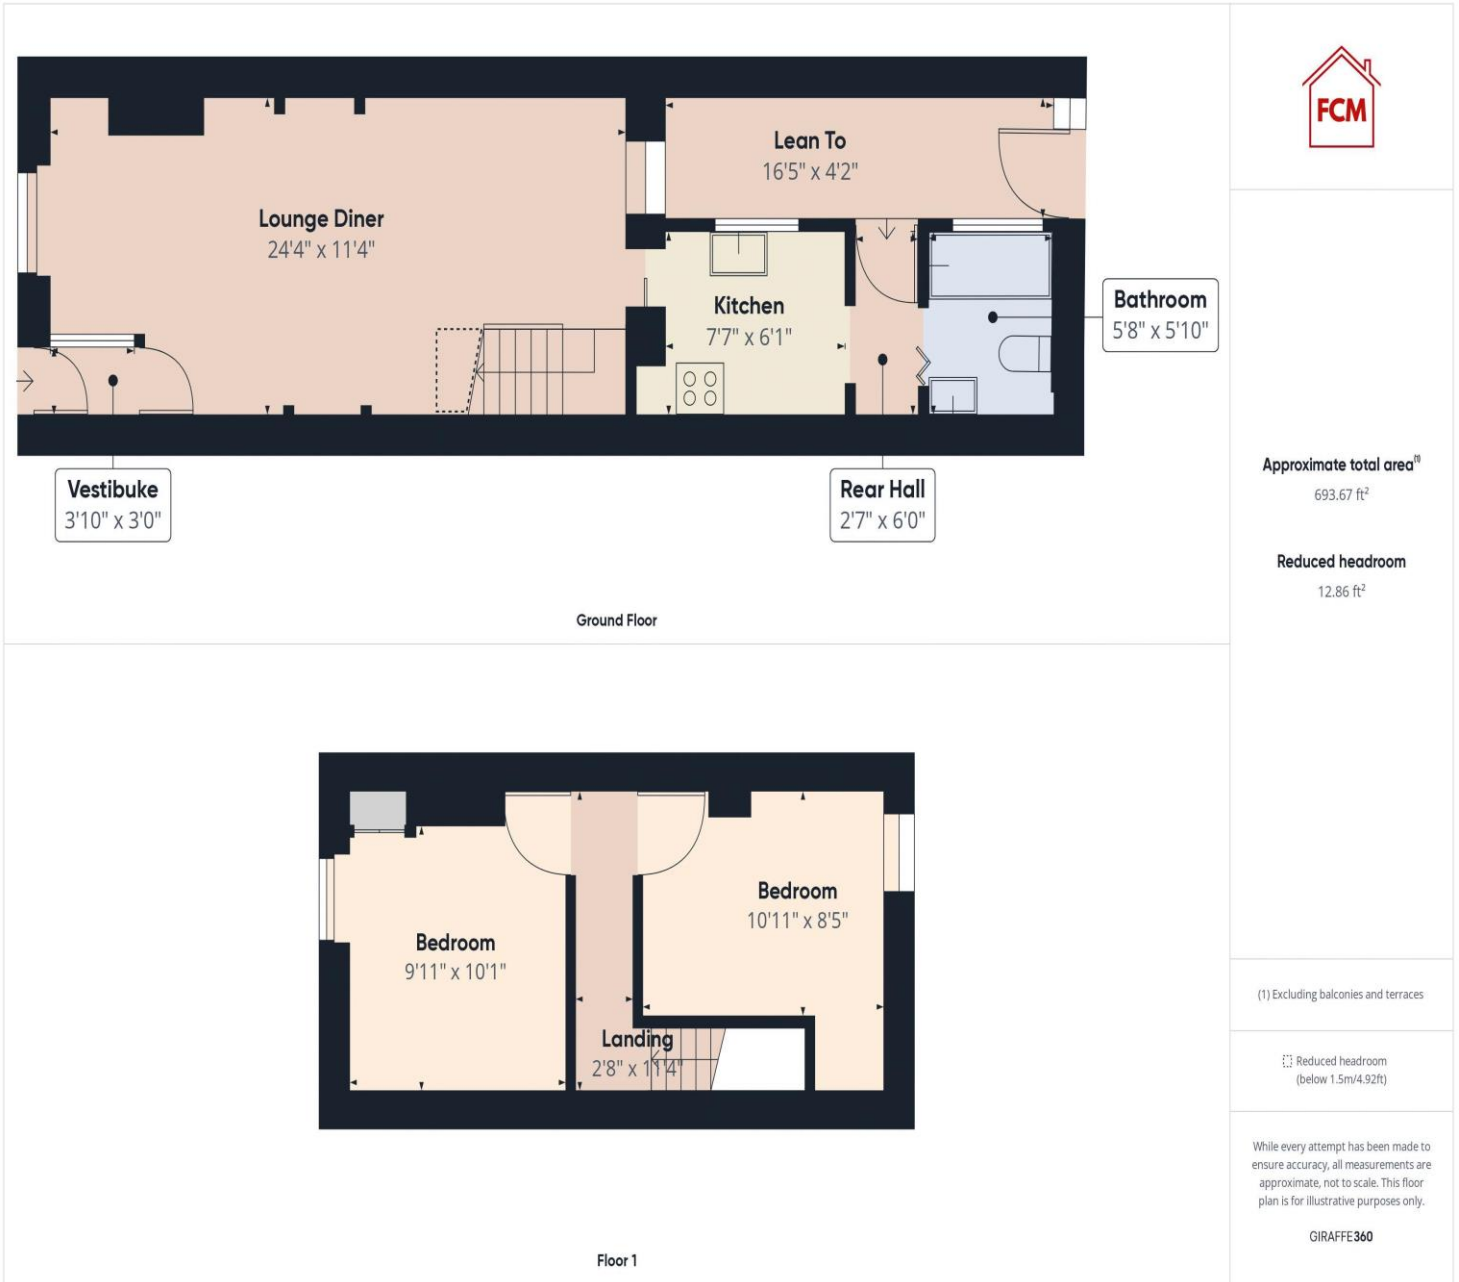 Lounge Diner
24'4" x 11'4"
Lean To
16'5" x 4'2"
Kitchen
7'7" x 6'1"
Bathroom
5'8" x 5'10"
Vestibuke
3'10" x 3'0"
Rear Hall
2'7" x 6'0"
Ground Floor
Bedroom
9'11" x 10'1"
Bedroom
10'11" x 8'5"
Landing
2'8" x 11'4"
Floor 1
FCM
Approximate total area(1)
693.67 ft²
Reduced headroom
12.86 ft²
(1) Excluding balconies and terraces
Reduced headroom
(below 1.5m/4.92ft)
While every attempt has been made to
ensure accuracy, all measurements are
approximate, not to scale. This floor
plan is for illustrative purposes only.
GIRAFFE360